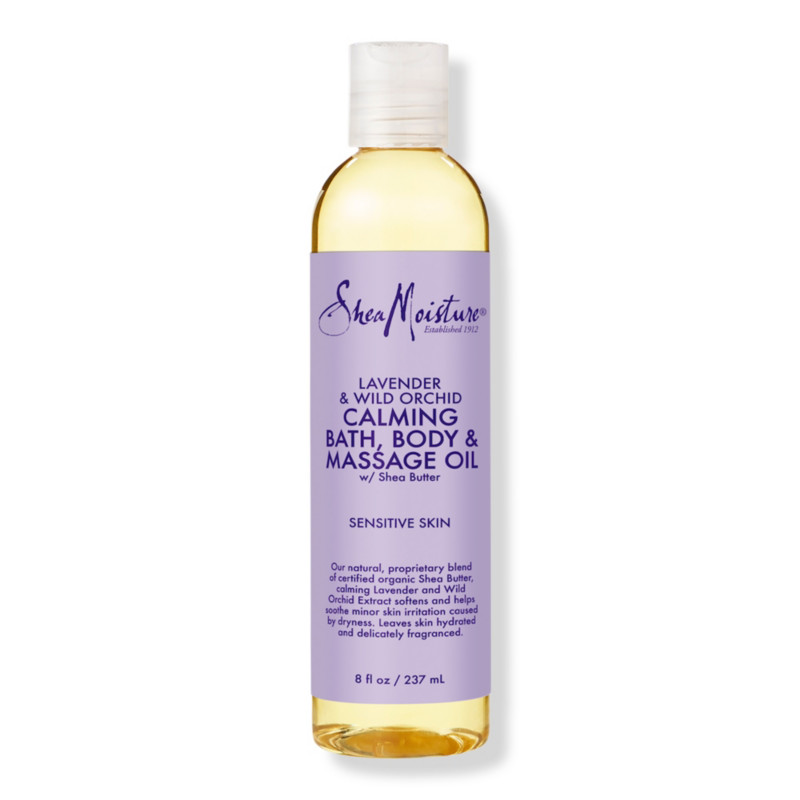 SheaMoisture®
Established 1912
LAVENDER
& WILD ORCHID
CALMING
BATH, BODY &
MASSAGE OIL
w/ Shea Butter
SENSITIVE SKIN
Our natural, proprietary blend
of certified organic Shea Butter,
calming Lavender and Wild
Orchid Extract softens and helps
soothe minor skin irritation caused
by dryness. Leaves skin hydrated
and delicately fragranced.
8 fl oz / 237 mL